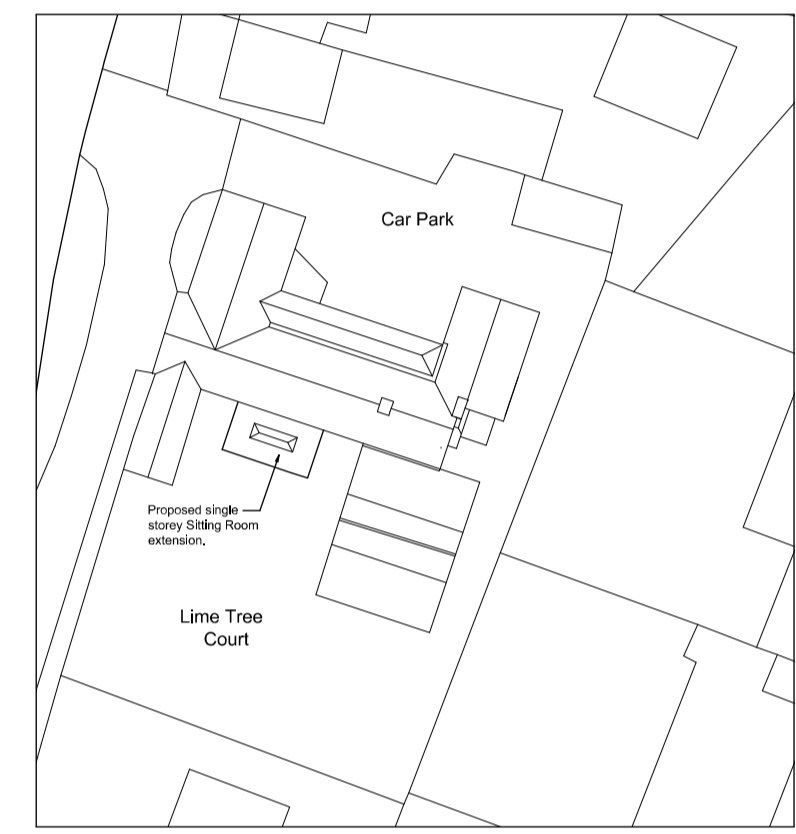 Car Park
Proposed single
storey Sitting Room
extension.
Lime Tree
Court